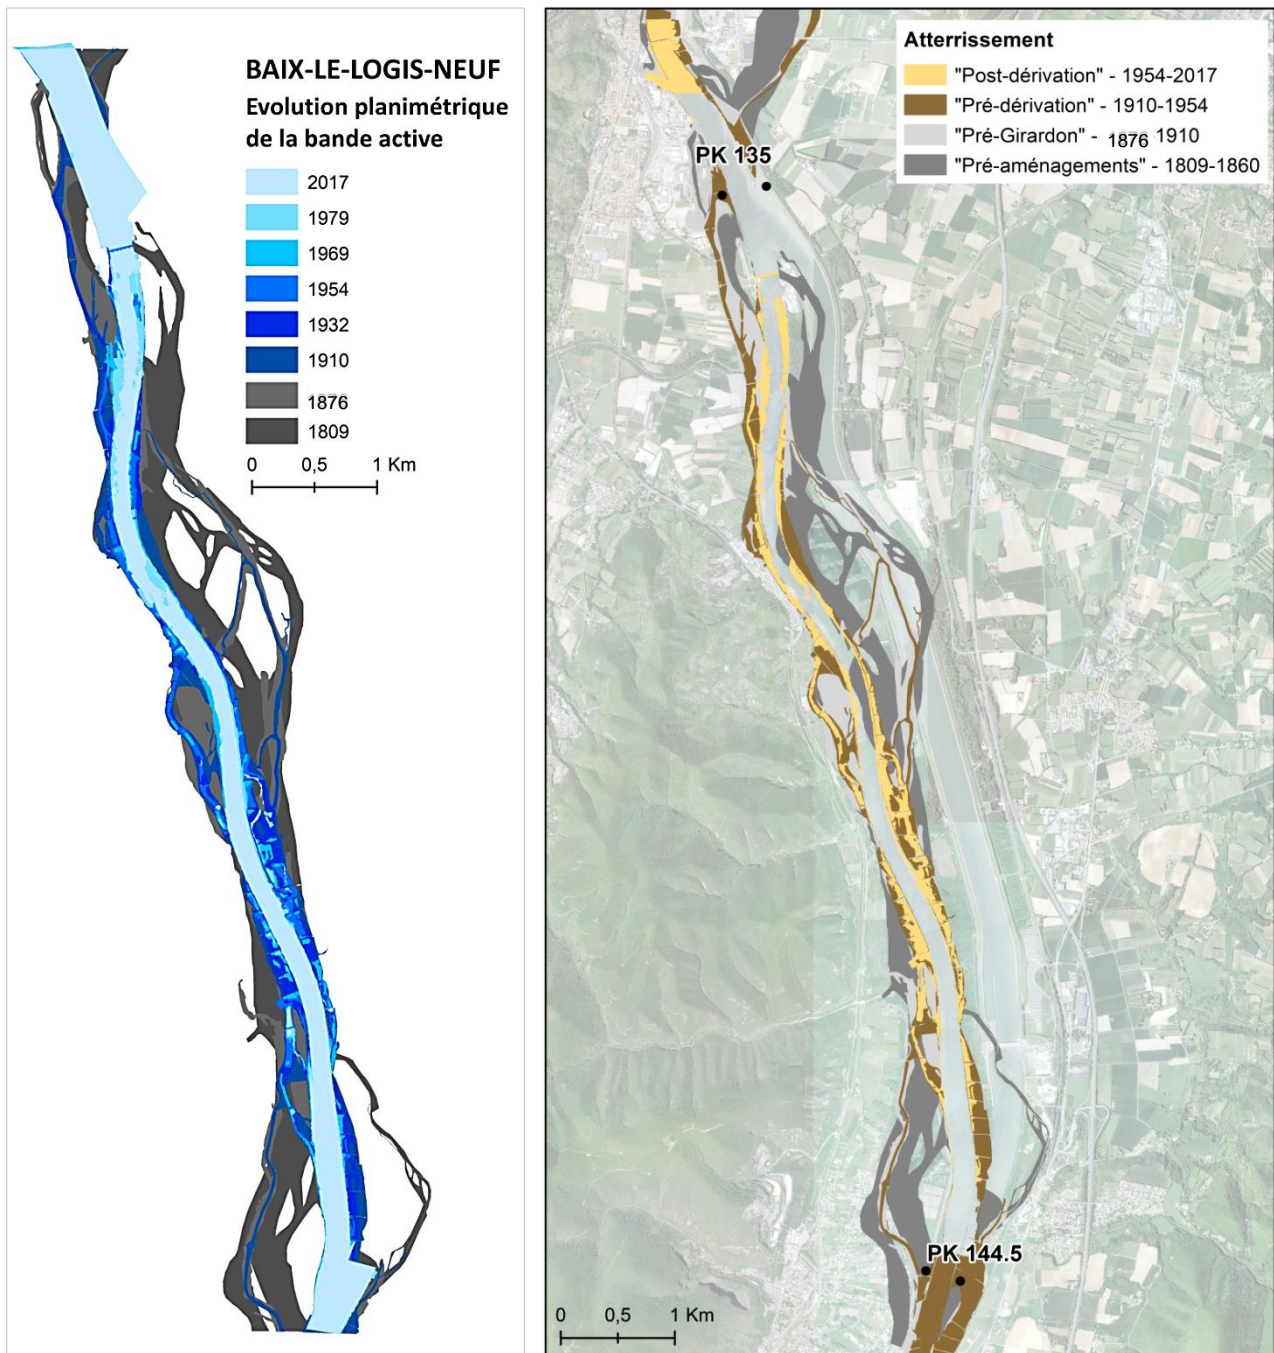 BAIX-LE-LOGIS-NEUF
Evolution planimétrique
de la bande active
2017
1979
1969
1954
1932
1910
1876
1809
0 0,5 1 Km
Atterrissement
"Post-dérivation" - 1954-2017
"Pré-dérivation" - 1910-1954
"Pré-Girardon" - 1876 1910
"Pré-aménagements" - 1809-1860
PK 135
PK 144.5
0 0,5 1 Km